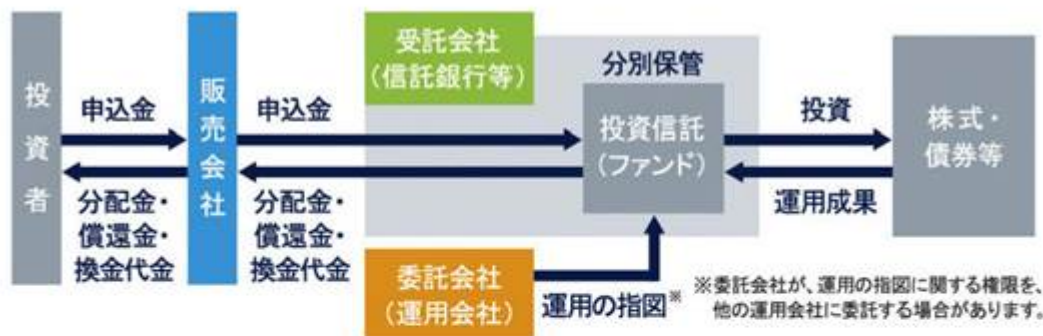 投資者
申込金
分配金・
償還金・
換金代金
販売会社
申込金
分配金・
償還金・
換金代金
受託会社
（信託銀行等）
分別保管
投資信託
（ファンド）
委託会社
（運用会社）
運用の指図※
投資
運用成果
株式・
債券等
※委託会社が、運用の指図に関する権限を、
他の運用会社に委託する場合があります。